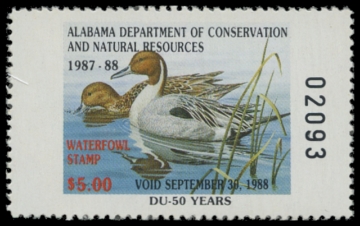 ALABAMA DEPARTMENT OF CONSERVATION
AND NATURAL RESOURCES
1987-88
WATERFOWL
STAMP
$5.00
VOID SEPTEMBER 30, 1988
DU-50 YEARS
02093